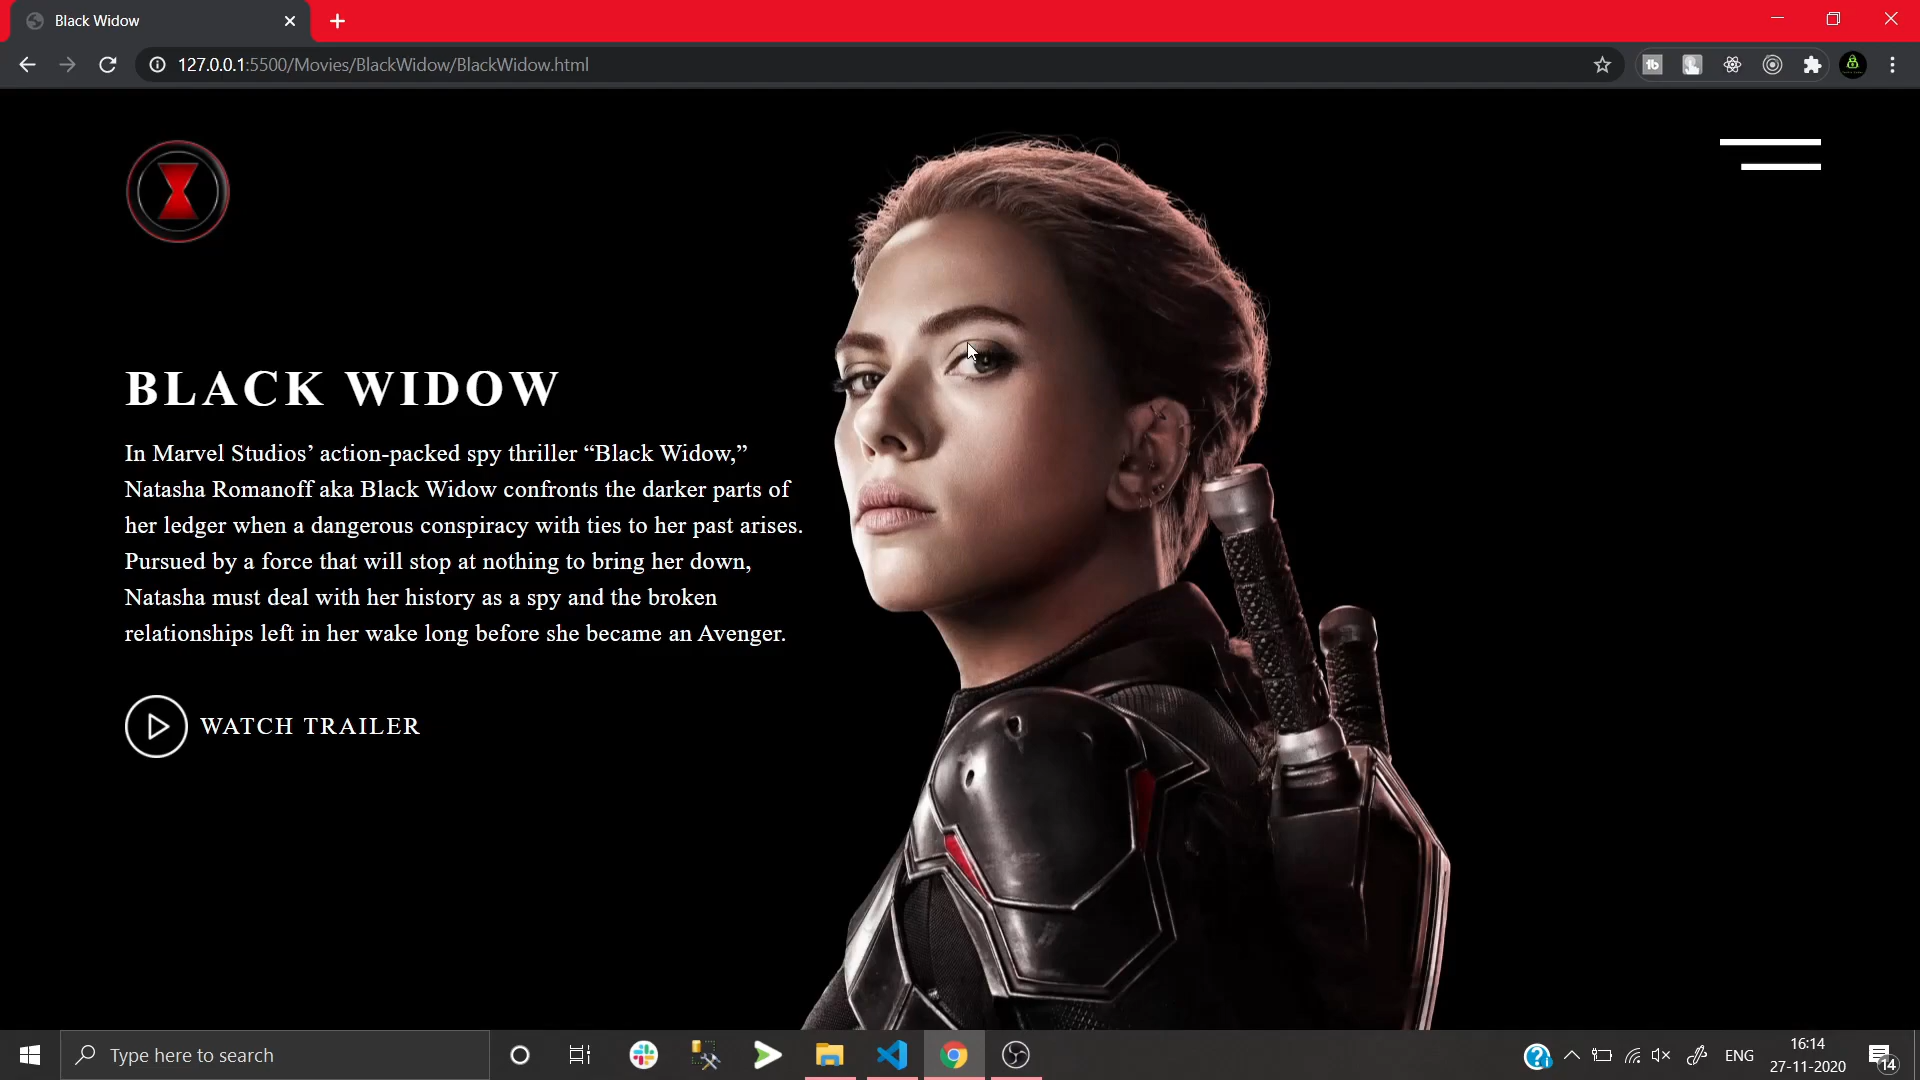 Black Widow
127.0.0.1:5500/Movies/BlackWidow/BlackWidow.html
BLACK WIDOW
In Marvel Studios’ action-packed spy thriller “Black Widow,”
Natasha Romanoff aka Black Widow confronts the darker parts of
her ledger when a dangerous conspiracy with ties to her past arises.
Pursued by a force that will stop at nothing to bring her down,
Natasha must deal with her history as a spy and the broken
relationships left in her wake long before she became an Avenger.
WATCH TRAILER
Type here to search
ENG
16:14
27-11-2020
14